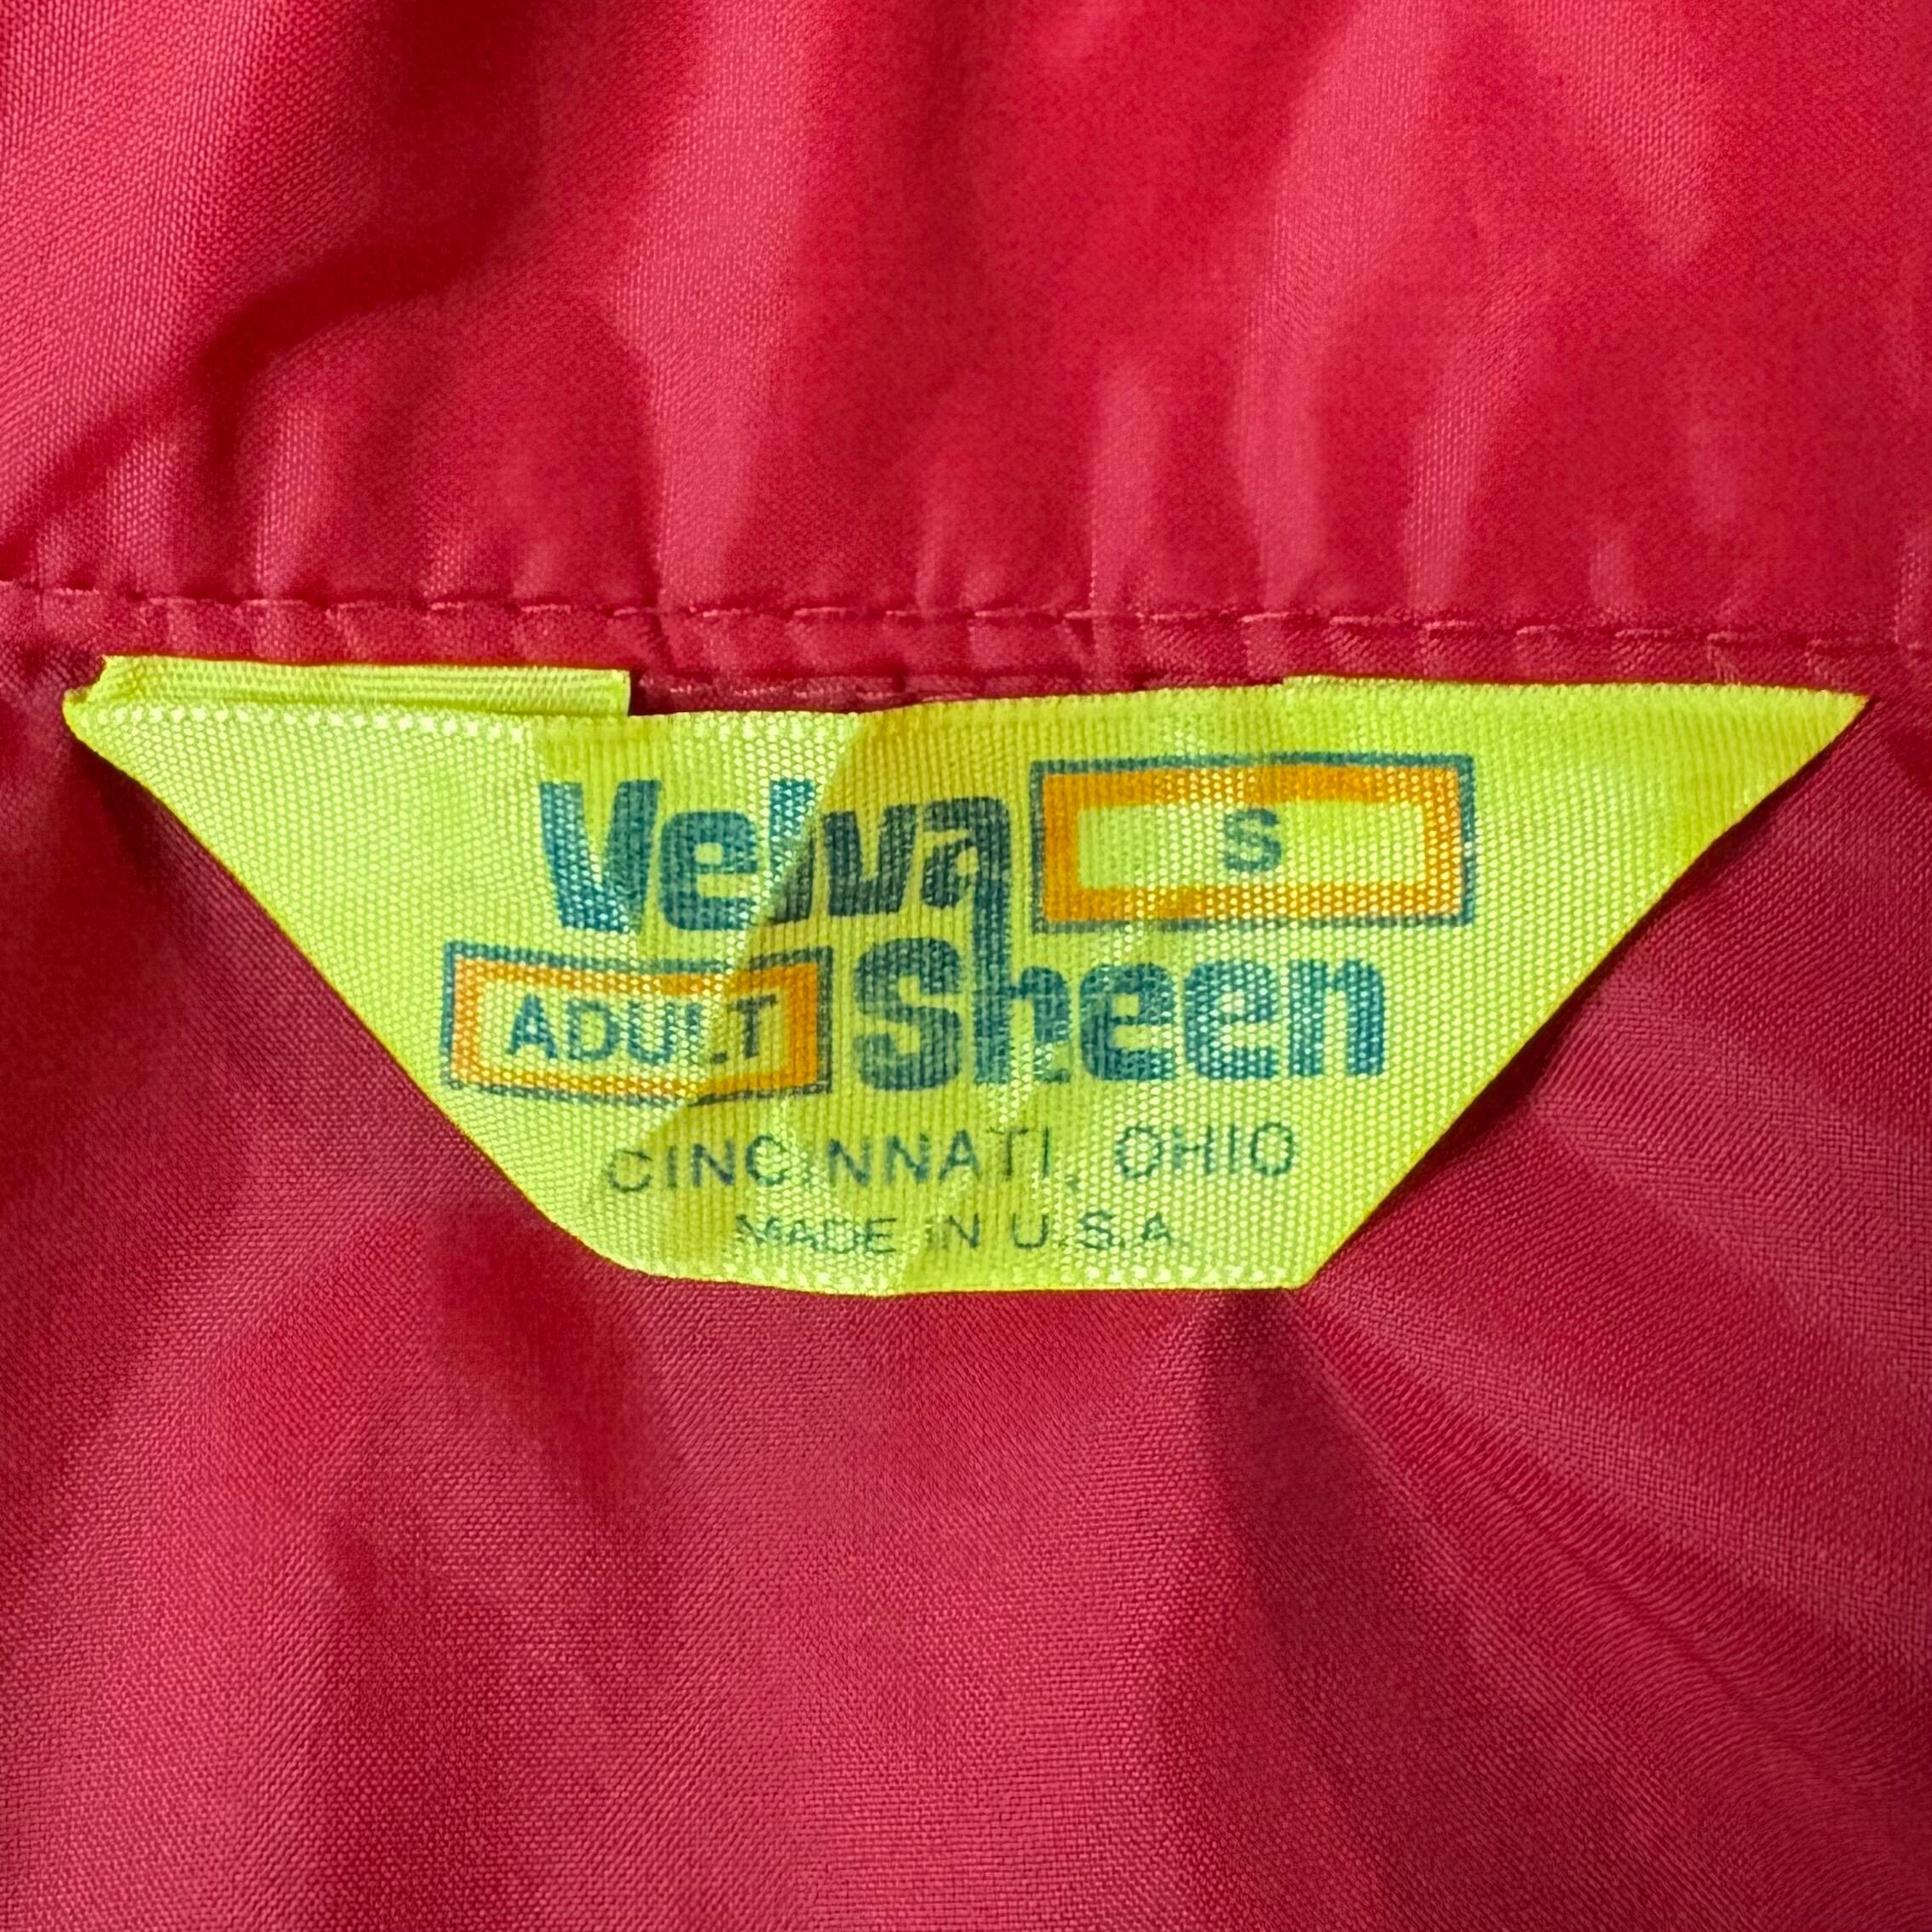 Velva S
ADULT Sheen
CINCINNATI, OHIO
MADE IN U.S.A.